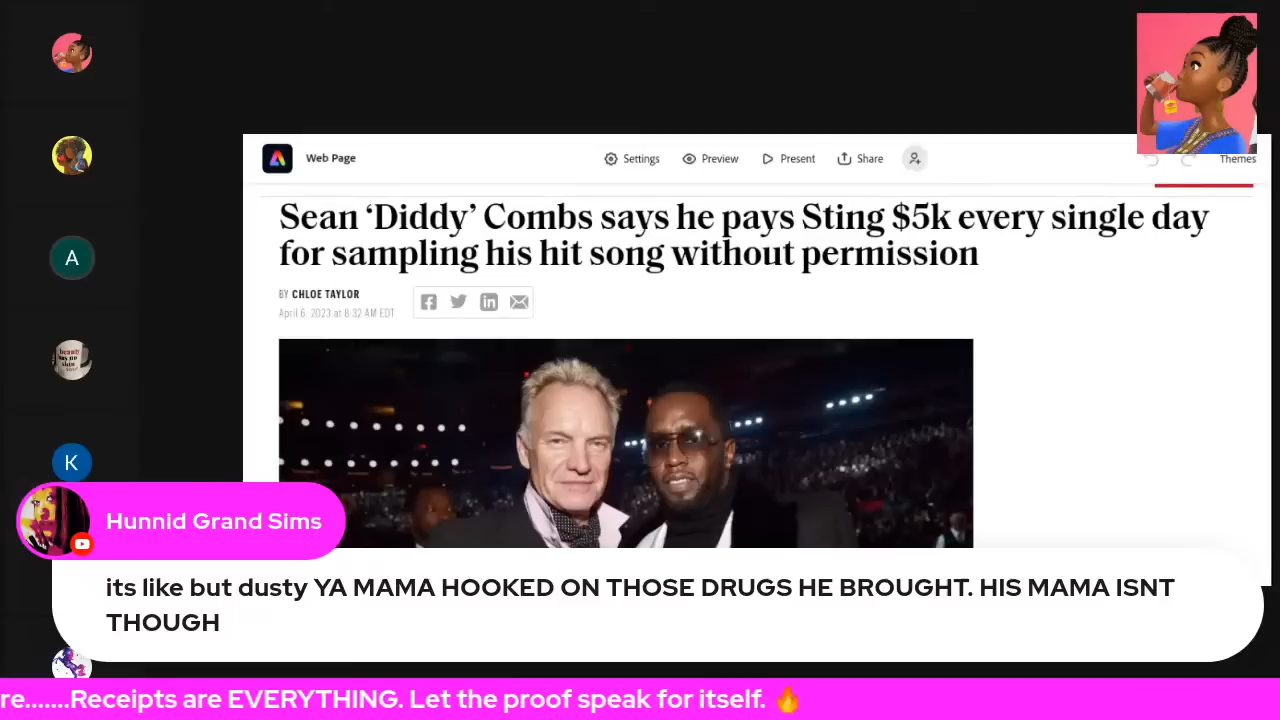 Web Page
Settings
Preview
Present
Share
Themes
Sean ‘Diddy’ Combs says he pays Sting $5k every single day
for sampling his hit song without permission
BY CHLOE TAYLOR
April 6, 2023 at 8:32 AM EDT
A
K
Hunnid Grand Sims
its like but dusty YA MAMA HOOKED ON THOSE DRUGS HE BROUGHT. HIS MAMA ISNT
THOUGH
re.......Receipts are EVERYTHING. Let the proof speak for itself. 🔥